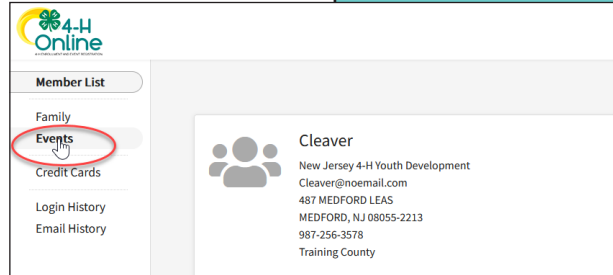 4-H
Online
Member List
Family
Events
Credit Cards
Login History
Email History
Cleaver
New Jersey 4-H Youth Development
Cleaver@noemail.com
487 MEDFORD LEAS
MEDFORD, NJ 08055-2213
987-256-3578
Training County